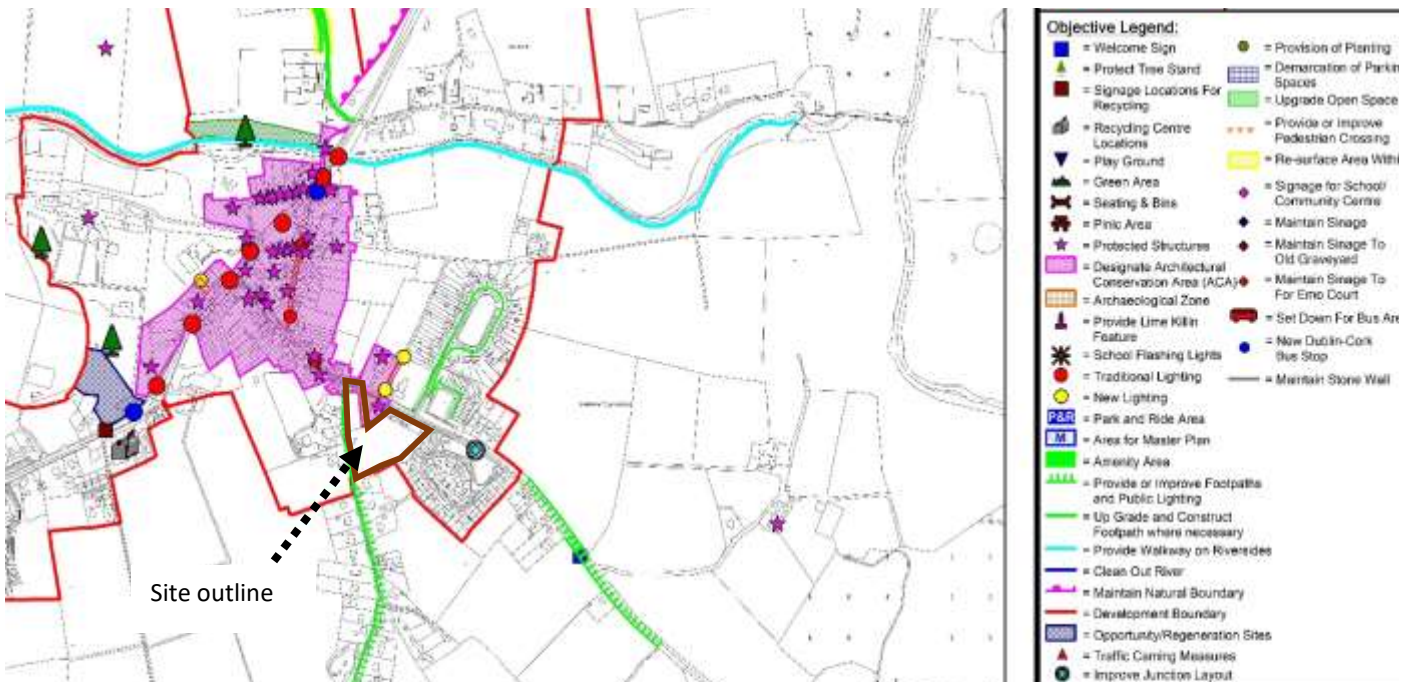 Objective Legend:
= Welcome Sign
= Protect Tree Stand
= Signage Locations For
Recycling
= Recycling Centre
Locations
= Play Ground
= Green Area
= Seating & Bins
= Pinic Area
= Protected Structures
= Designate Architectural
Conservation Area (ACA)
= Archaeological Zone
= Provide Lime Killin
Feature
= School Flashing Lights
= Traditional Lighting
= New Lighting
P&R = Park and Ride Area
M = Area for Master Plan
= Amenity Area
= Provide or Improve Footpaths
and Public Lighting
= Up Grade and Construct
Footpath where necessary
= Provide Walkway on Riversides
= Clean Out River
= Maintain Natural Boundary
= Development Boundary
= Opportunity/Regeneration Sites
= Traffic Caming Measures
= Improve Junction Layout
= Provision of Planting
= Demarcation of Parkin
Spaces
= Upgrade Open Space
= Provide or Improve
Pedestrian Crossing
= Re-surface Area With
= Signage for School/
Community Centre
= Maintain Sinage
= Maintain Sinage To
Old Graveyard
= Maintain Sinage To
For Emo Court
= Set Down For Bus Are
= New Dublin-Cork
Bus Stop
= Maintain Stone Wall
Site outline